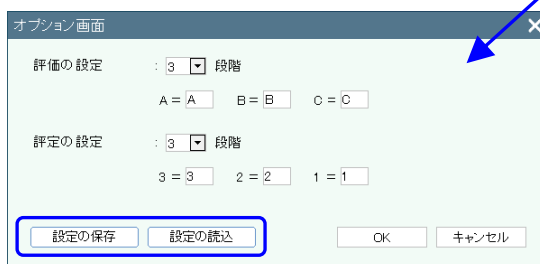 オプション画面
評価の設定 : 3 段階
A = A B = B C = C
評定の設定 : 3 段階
3 = 3 2 = 2 1 = 1
設定の保存 設定の読込 OK キャンセル